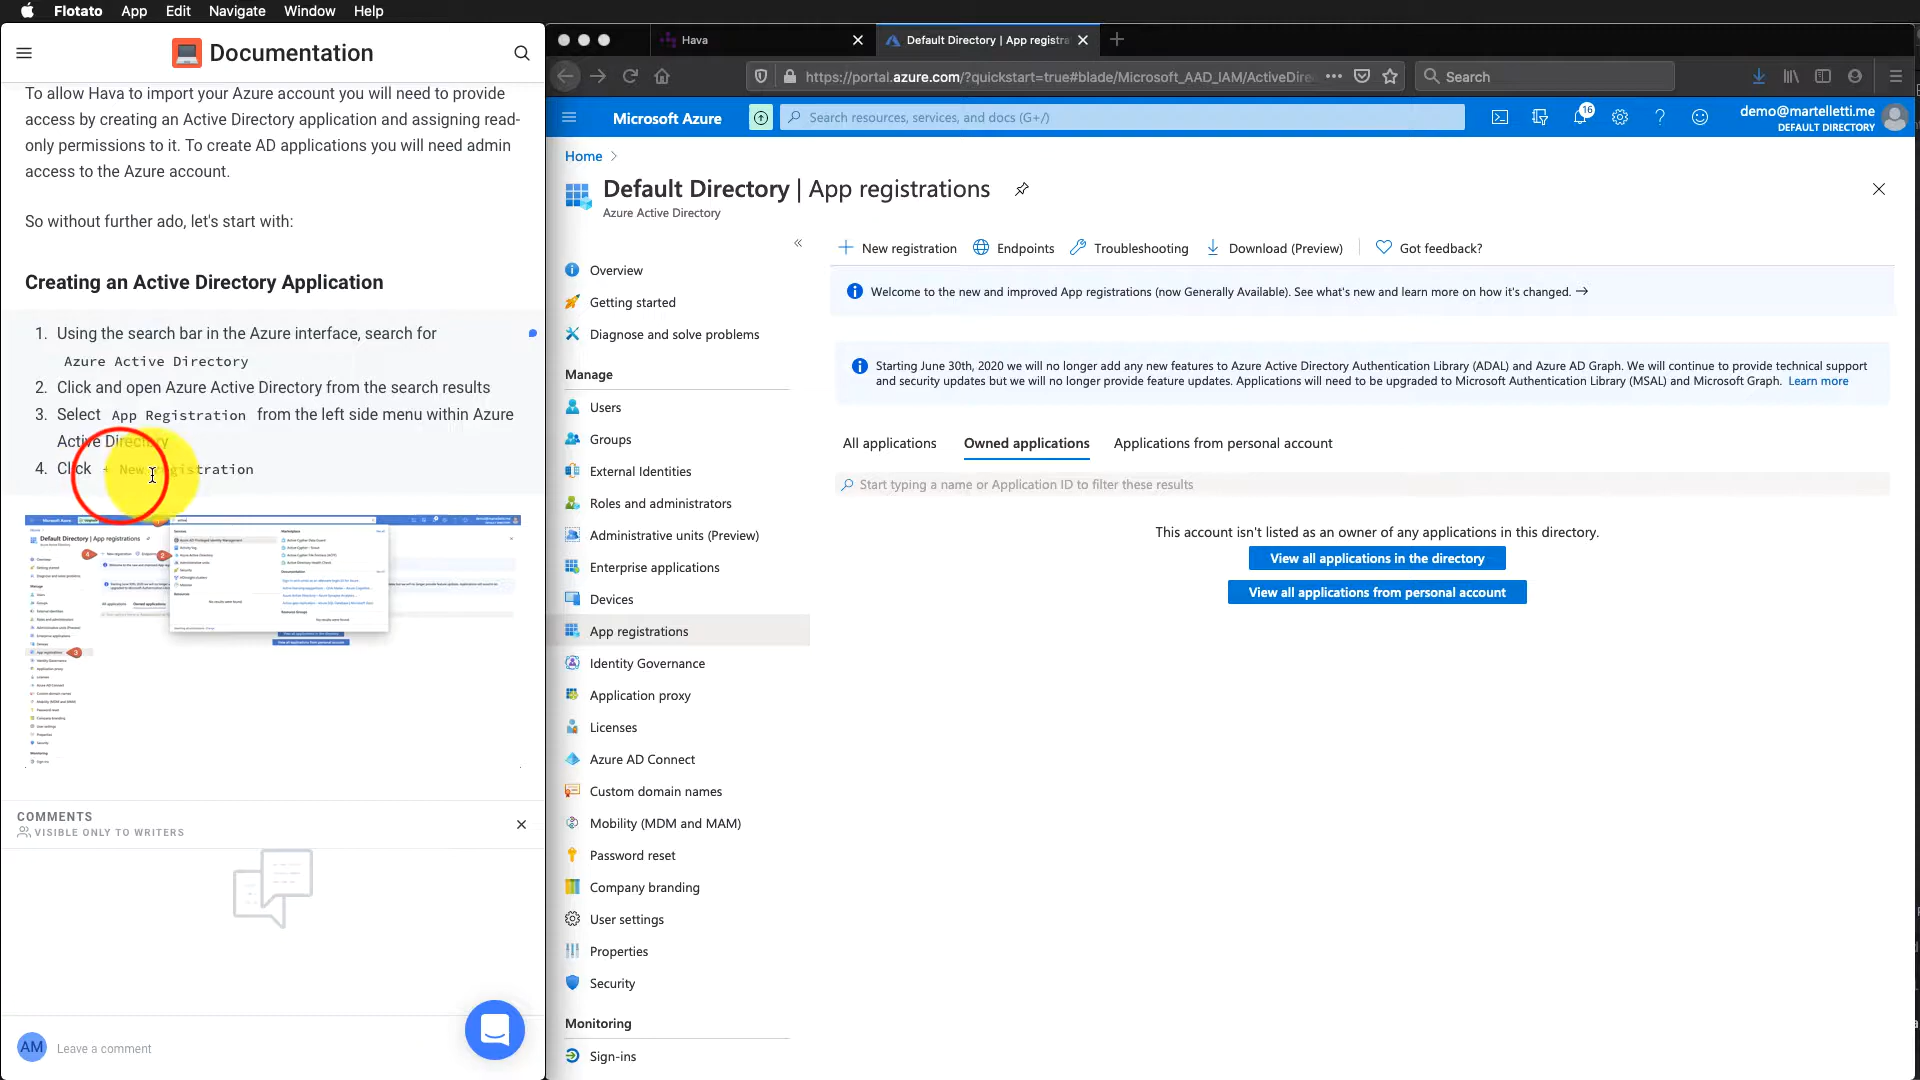 Flotato App Edit Navigate Window Help
Documentation
To allow Hava to import your Azure account you will need to provide
access by creating an Active Directory application and assigning read-
only permissions to it. To create AD applications you will need admin
access to the Azure account.
So without further ado, let's start with:
Creating an Active Directory Application
1. Using the search bar in the Azure interface, search for
Azure Active Directory
2. Click and open Azure Active Directory from the search results
3. Select App Registration from the left side menu within Azure
Active Directory
4. Click + New registration
COMMENTS
VISIBLE ONLY TO WRITERS
AM Leave a comment
Hava
Default Directory | App registra
https://portal.azure.com/?quickstart=true#blade/Microsoft_AAD_IAM/ActiveDire
Search
Microsoft Azure
Search resources, services, and docs (G+/)
16
demo@martelletti.me
DEFAULT DIRECTORY
Home
Default Directory | App registrations
Azure Active Directory
Overview
Getting started
Diagnose and solve problems
Manage
Users
Groups
External Identities
Roles and administrators
Administrative units (Preview)
Enterprise applications
Devices
App registrations
Identity Governance
Application proxy
Licenses
Azure AD Connect
Custom domain names
Mobility (MDM and MAM)
Password reset
Company branding
User settings
Properties
Security
Monitoring
Sign-ins
New registration Endpoints Troubleshooting Download (Preview) Got feedback?
Welcome to the new and improved App registrations (now Generally Available). See what's new and learn more on how it's changed. →
Starting June 30th, 2020 we will no longer add any new features to Azure Active Directory Authentication Library (ADAL) and Azure AD Graph. We will continue to provide technical support
and security updates but we will no longer provide feature updates. Applications will need to be upgraded to Microsoft Authentication Library (MSAL) and Microsoft Graph. Learn more
All applications Owned applications Applications from personal account
Start typing a name or Application ID to filter these results
This account isn't listed as an owner of any applications in this directory.
View all applications in the directory
View all applications from personal account